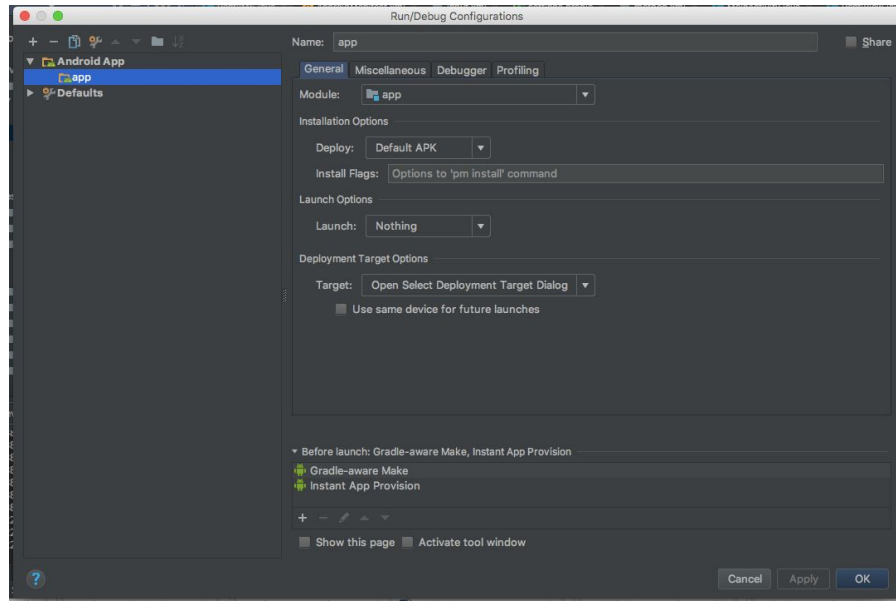 Run/Debug Configurations
Name: app
Share
Android App
app
Defaults
General Miscellaneous Debugger Profiling
Module: app
Installation Options
Deploy: Default APK
Install Flags: Options to 'pm install' command
Launch Options
Launch: Nothing
Deployment Target Options
Target: Open Select Deployment Target Dialog
Use same device for future launches
Before launch: Gradle-aware Make, Instant App Provision
Gradle-aware Make
Instant App Provision
Show this page Activate tool window
? Cancel Apply OK